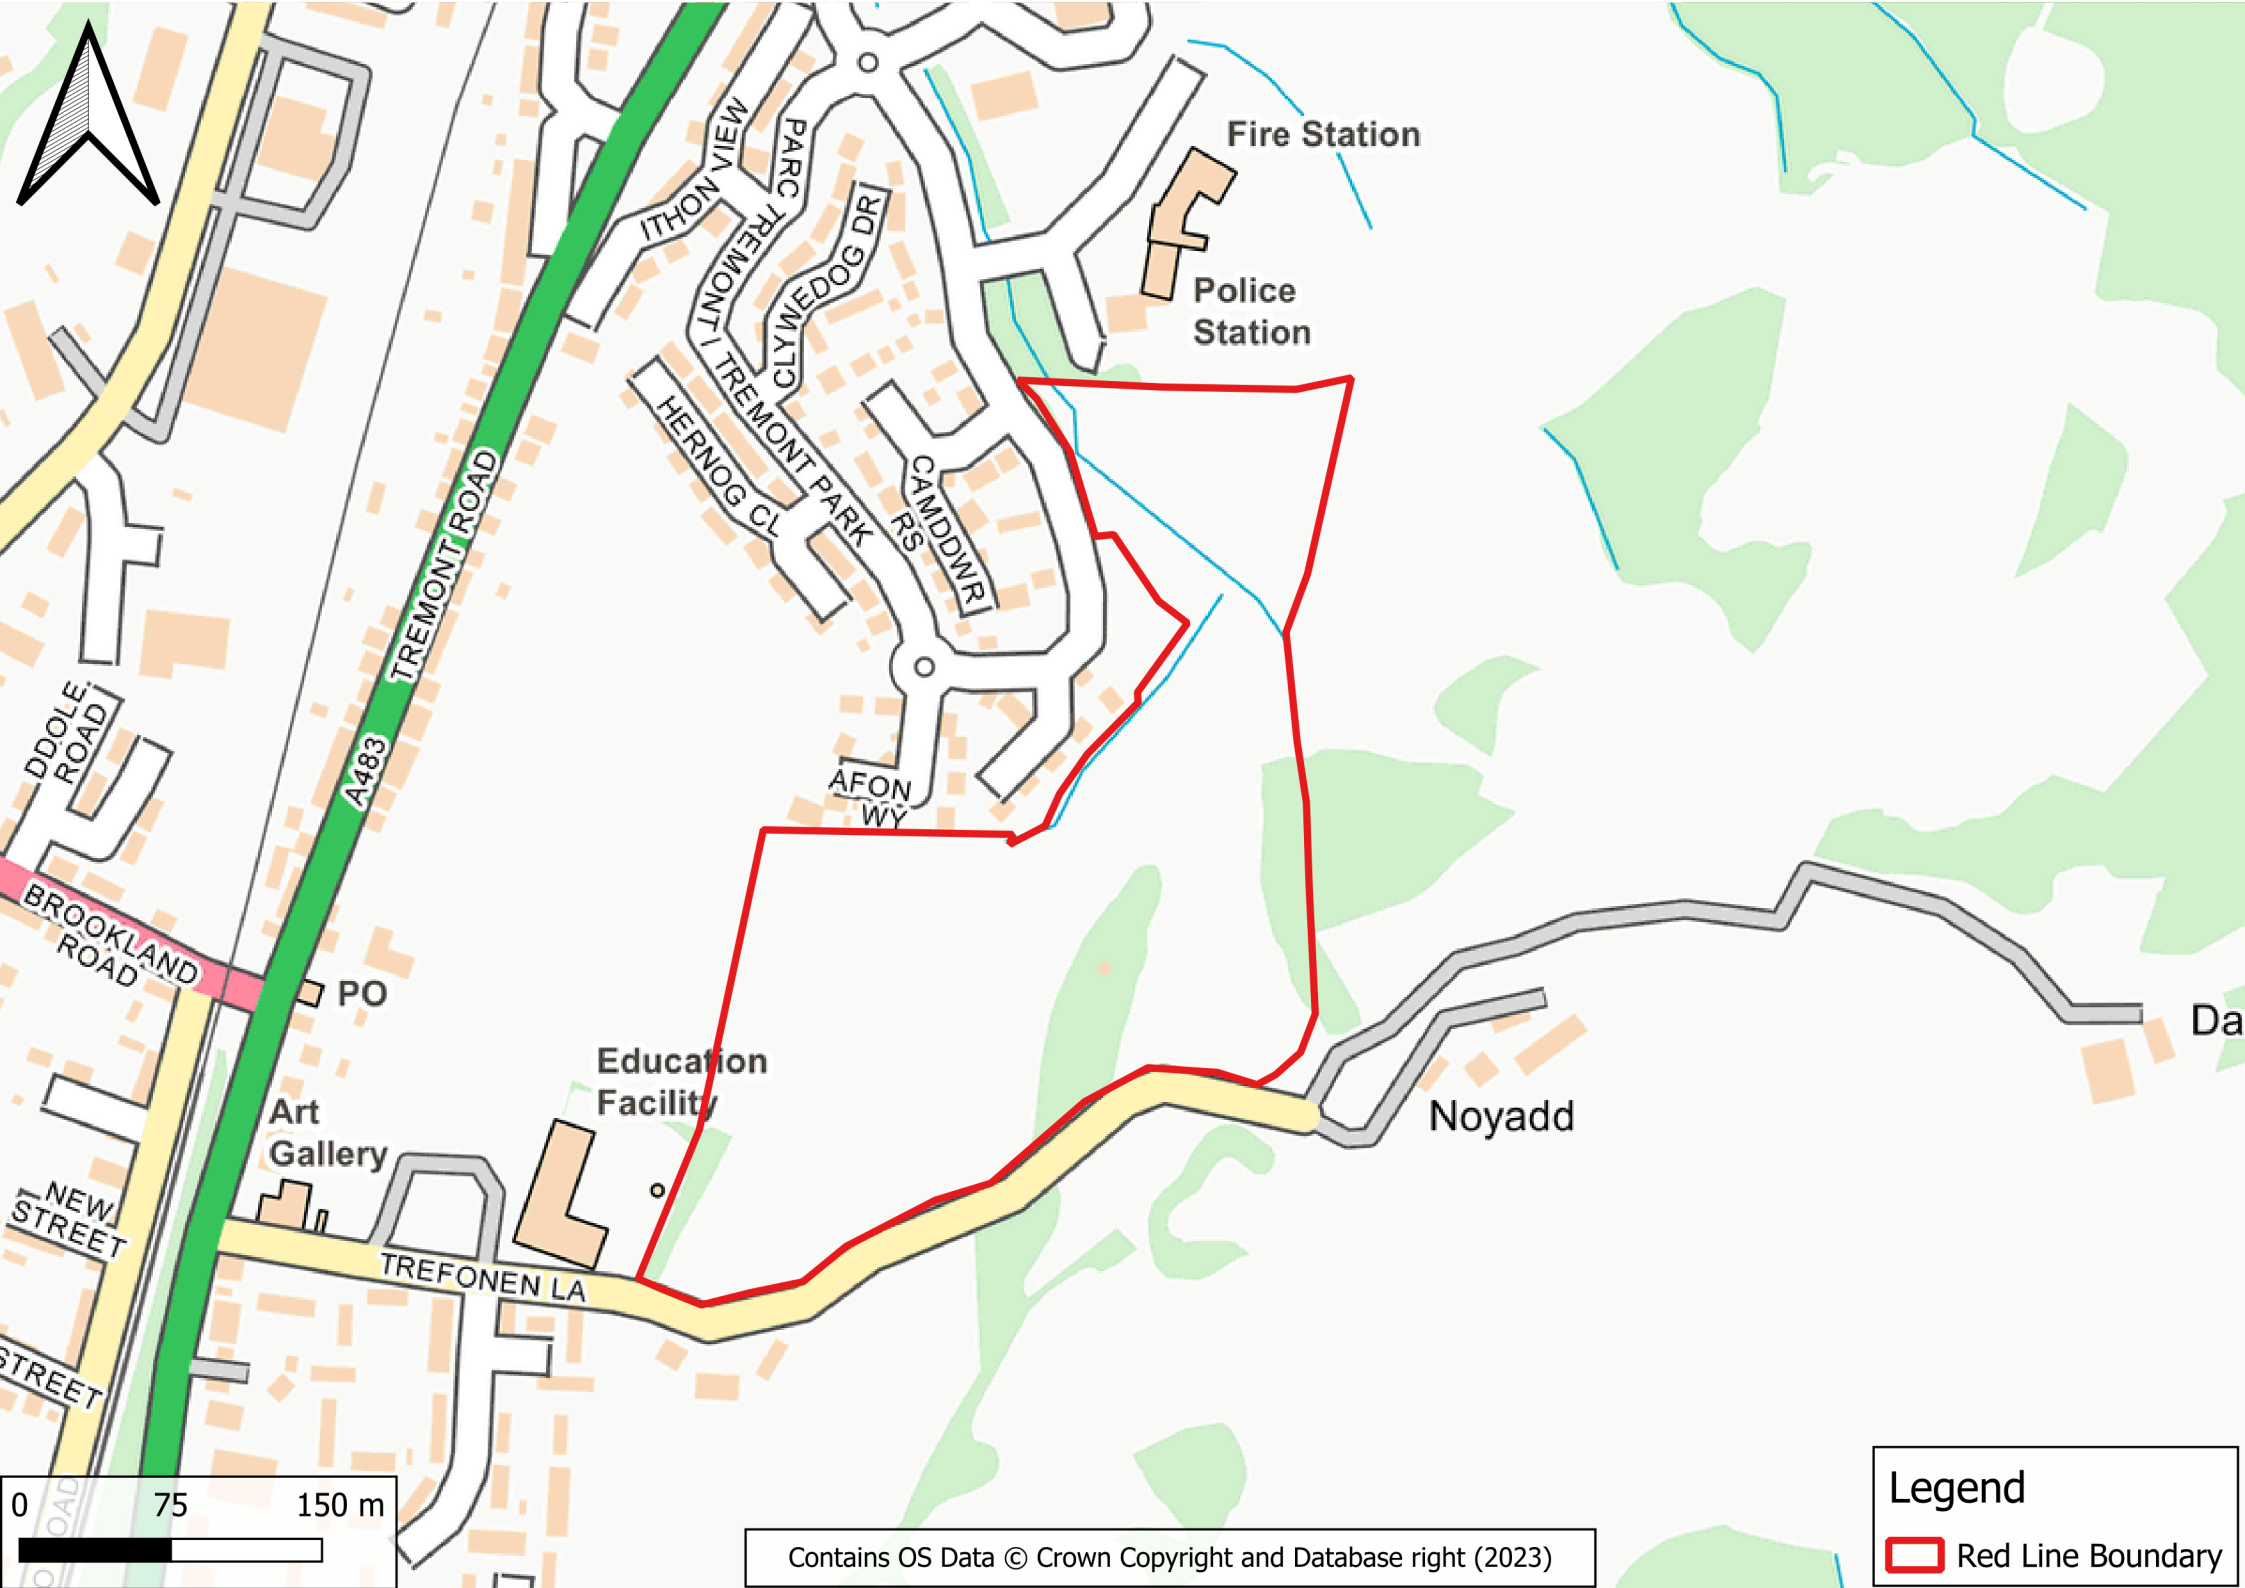 Fire Station
ITHON VIEW
PARC TREMONT
CLYWEDOG DR
Police
Station
TREMONT PARK
HERNOG CL
CAMDDWR
RS
TREMONT ROAD
A483
DDOLE
ROAD
AFON
WY
BROOKLAND
ROAD
PO
Da
Education
Facility
Art
Gallery
Noyadd
NEW
STREET
TREFONEN LA
STREET
ROAD
0 75 150 m
Legend
Red Line Boundary
Contains OS Data © Crown Copyright and Database right (2023)